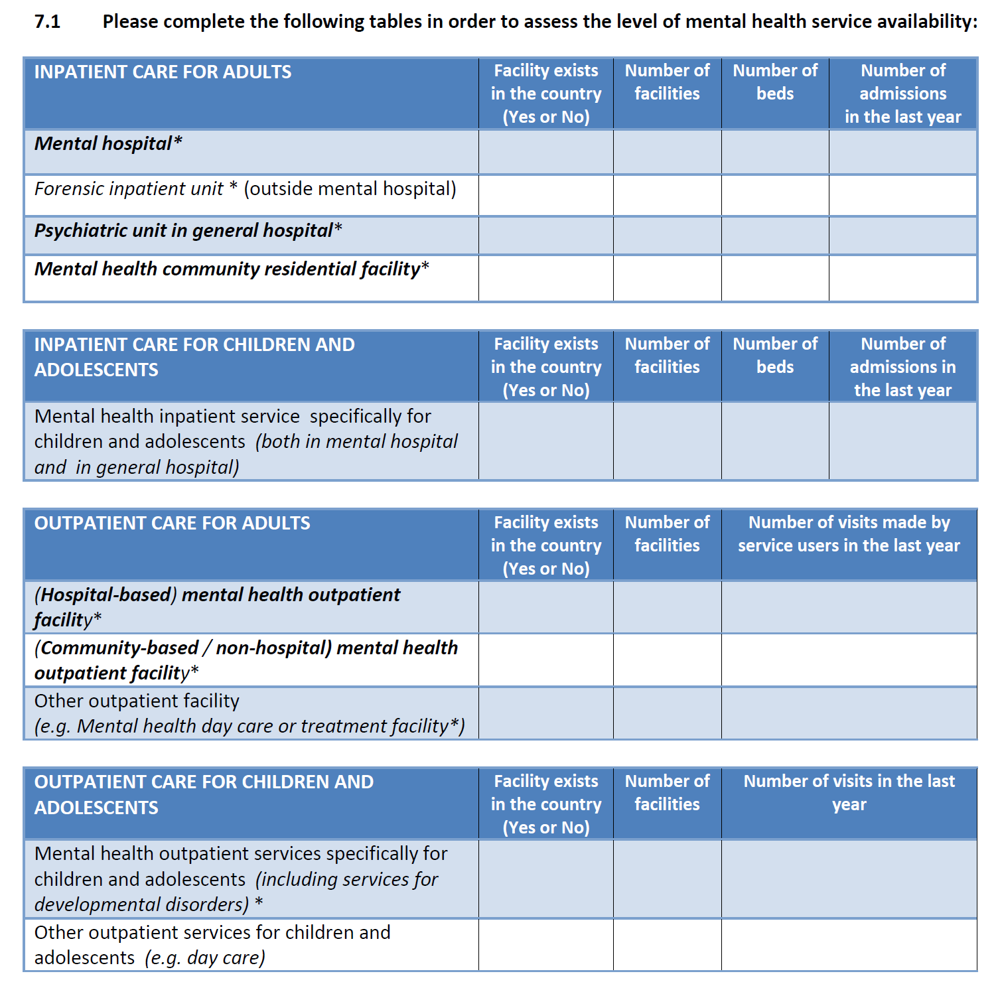 7.1 Please complete the following tables in order to assess the level of mental health service availability:
INPATIENT CARE FOR ADULTS
Facility exists
in the country
(Yes or No)
Number of
facilities
Number of
beds
Number of
admissions
in the last year
Mental hospital*
Forensic inpatient unit * (outside mental hospital)
Psychiatric unit in general hospital*
Mental health community residential facility*
INPATIENT CARE FOR CHILDREN AND
ADOLESCENTS
Facility exists
in the country
(Yes or No)
Number of
facilities
Number of
beds
Number of
admissions in
the last year
Mental health inpatient service specifically for
children and adolescents (both in mental hospital
and in general hospital)
OUTPATIENT CARE FOR ADULTS
Facility exists
in the country
(Yes or No)
Number of
facilities
Number of visits made by
service users in the last year
(Hospital-based) mental health outpatient
facility*
(Community-based / non-hospital) mental health
outpatient facility*
Other outpatient facility
(e.g. Mental health day care or treatment facility*)
OUTPATIENT CARE FOR CHILDREN AND
ADOLESCENTS
Facility exists
in the country
(Yes or No)
Number of
facilities
Number of visits in the last
year
Mental health outpatient services specifically for
children and adolescents (including services for
developmental disorders) *
Other outpatient services for children and
adolescents (e.g. day care)